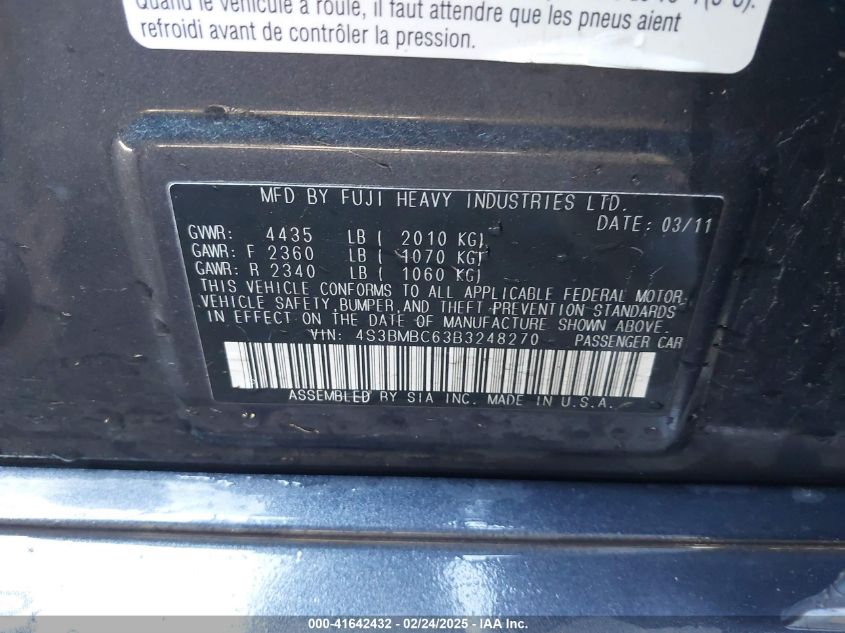 Quand le véhicule a roulé, il faut attendre que les pneus aient
refroidi avant de contrôler la pression.
MFD BY FUJI HEAVY INDUSTRIES LTD.
DATE: 03/11
GVWR: 4435 LB ( 2010 KG)
GAWR: F 2360 LB ( 1070 KG)
GAWR: R 2340 LB ( 1060 KG)
THIS VEHICLE CONFORMS TO ALL APPLICABLE FEDERAL MOTOR
VEHICLE SAFETY, BUMPER, AND THEFT PREVENTION STANDARDS
IN EFFECT ON THE DATE OF MANUFACTURE SHOWN ABOVE.
VIN: 4S3BMBC63B3248270 PASSENGER CAR
ASSEMBLED BY SIA INC. MADE IN U.S.A.
000-41642432 - 02/24/2025 - IAA Inc.